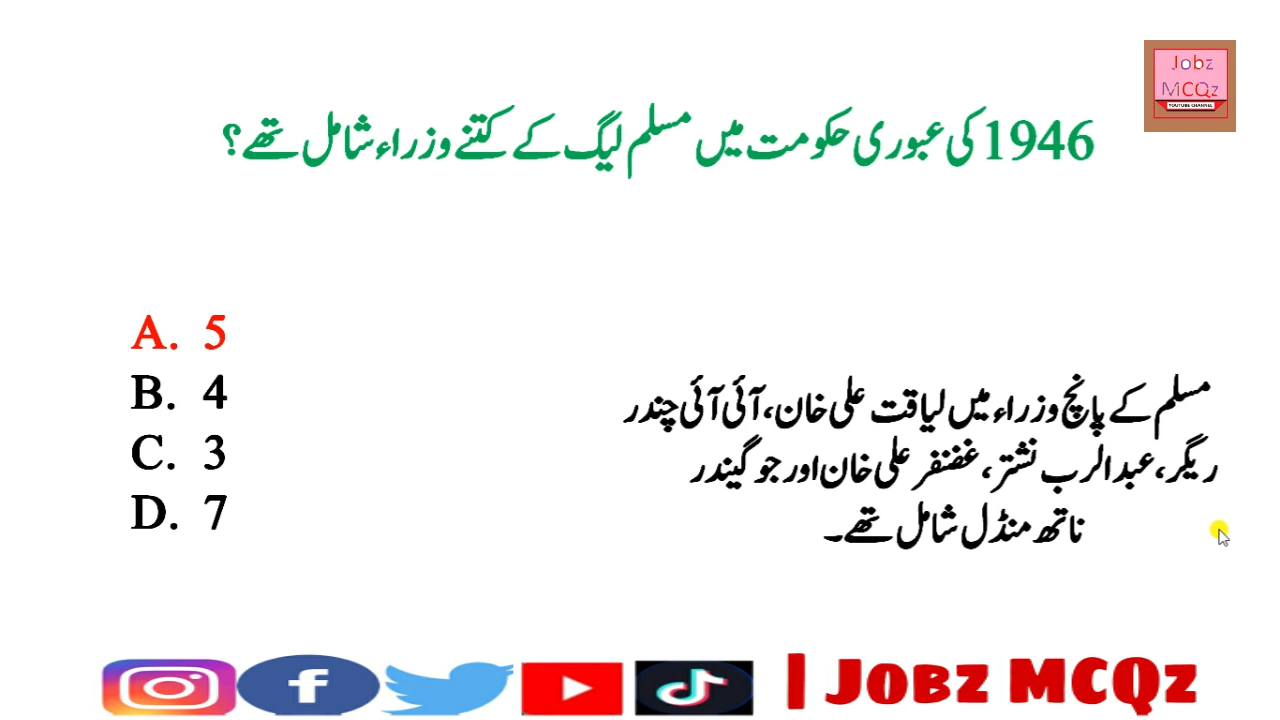 Jobz
MCQz
YOUTUBE CHANNEL
1946 کی عبوری حکومت میں مسلم لیگ کے کتنے وزراء شامل تھے؟
A. 5
B. 4
C. 3
D. 7
مسلم کے پانچ وزراء میں لیاقت علی خان، آئی آئی چندر
ریگر، عبدالرب نشتر، غضنفر علی خان اور جوگیندر
ناتھ منڈل شامل تھے۔
| Jobz MCQz